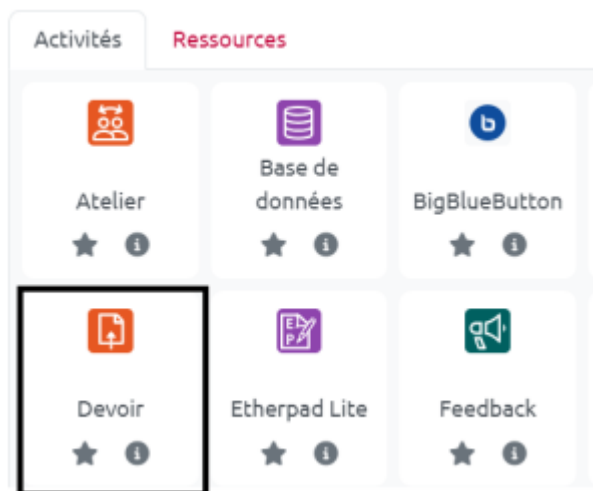 Activités Ressources
Base de
Atelier données BigBlueButton
Devoir Etherpad Lite Feedback